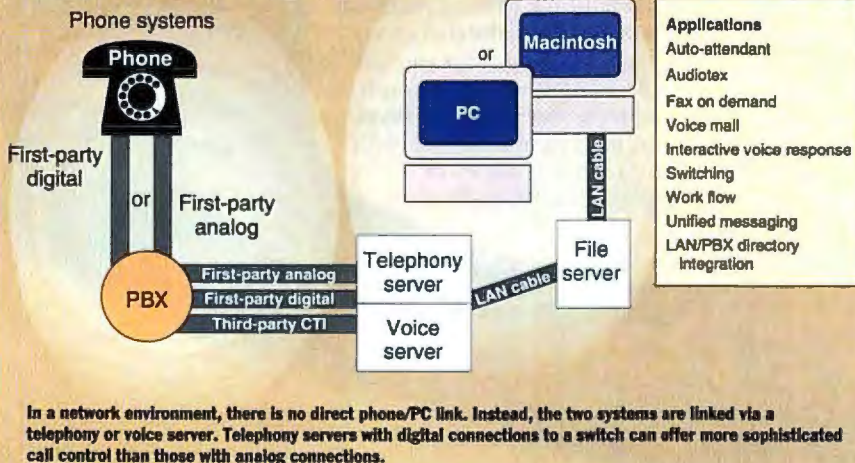 Phone systems
Phone
First-party
digital
or
First-party
analog
PBX
First-party analog
First-party digital
Third-party CTI
Telephony
server
Voice
server
LAN cable
File
server
LAN cable
or
Macintosh
PC
Applications
Auto-attendant
Audiotex
Fax on demand
Voice mail
Interactive voice response
Switching
Work flow
Unified messaging
LAN/PBX directory
Integration
In a network environment, there is no direct phone/PC link. Instead, the two systems are linked via a
telephony or voice server. Telephony servers with digital connections to a switch can offer more sophisticated
call control than those with analog connections.